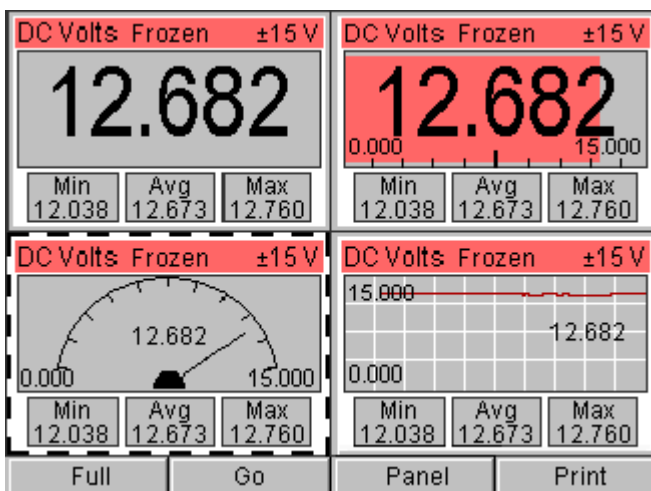 DC Volts Frozen ±15 V
12.682
Min Avg Max
12.038 12.673 12.760
DC Volts Frozen ±15 V
12.682
0.000 15.000
Min Avg Max
12.038 12.673 12.760
DC Volts Frozen ±15 V
12.682
0.000 15.000
Min Avg Max
12.038 12.673 12.760
DC Volts Frozen ±15 V
15.000
12.682
0.000
Min Avg Max
12.038 12.673 12.760
Full Go Panel Print